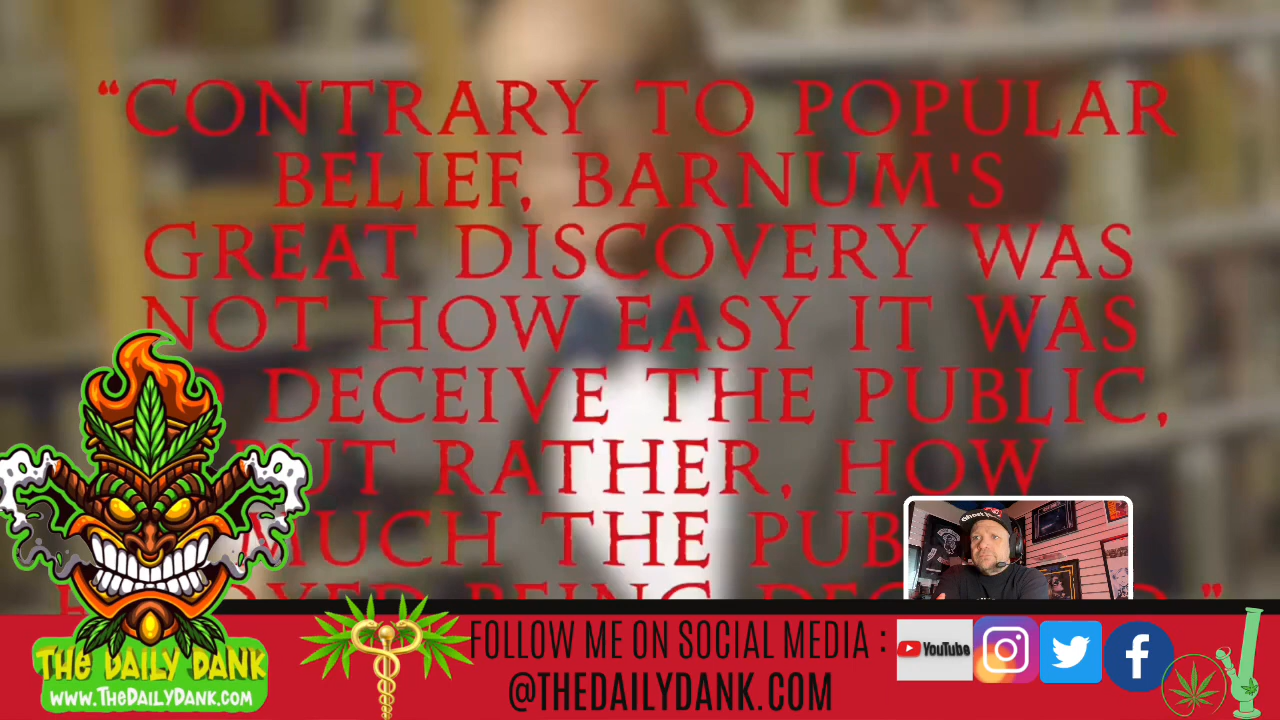 “CONTRARY TO POPULAR
BELIEF, BARNUM'S
GREAT DISCOVERY WAS
NOT HOW EASY IT WAS
DECEIVE THE PUBLIC,
RATHER, HOW
MUCH THE
BEING
THE DAILY DANK
WWW.THEDAILYDANK.COM
FOLLOW ME ON SOCIAL MEDIA :
YouTube
@THEDAILYDANK.COM